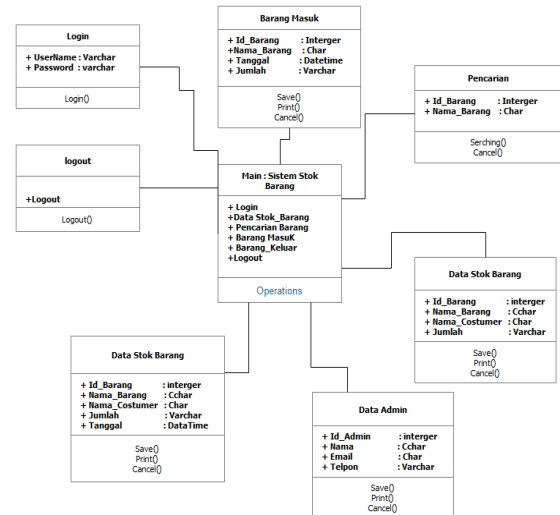 Login
+ UserName : Varchar
+ Password : varchar
Login()
Barang Masuk
+ Id_Barang : Interger
+Nama_Barang : Char
+ Tanggal : Datetime
+ Jumlah : Varchar
Save()
Print()
Cancel()
Pencarian
+ Id_Barang : Interger
+ Nama_Barang : Char
Serching()
Cancel()
logout
+Logout
Logout()
Main : Sistem Stok
Barang
+ Login
+Data Stok_Barang
+ Pencarian Barang
+ Barang MasuK
+ Barang_Keluar
+Logout
Operations
Data Stok Barang
+ Id_Barang : interger
+ Nama_Barang : Cchar
+ Nama_Costumer : Char
+ Jumlah : Varchar
Save()
Print()
Cancel()
Data Stok Barang
+ Id_Barang : interger
+ Nama_Barang : Cchar
+ Nama_Costumer : Char
+ Jumlah : Varchar
+ Tanggal : DataTime
Save()
Print()
Cancel()
Data Admin
+ Id_Admin : interger
+ Nama : Cchar
+ Email : Char
+ Telpon : Varchar
Save()
Print()
Cancel()